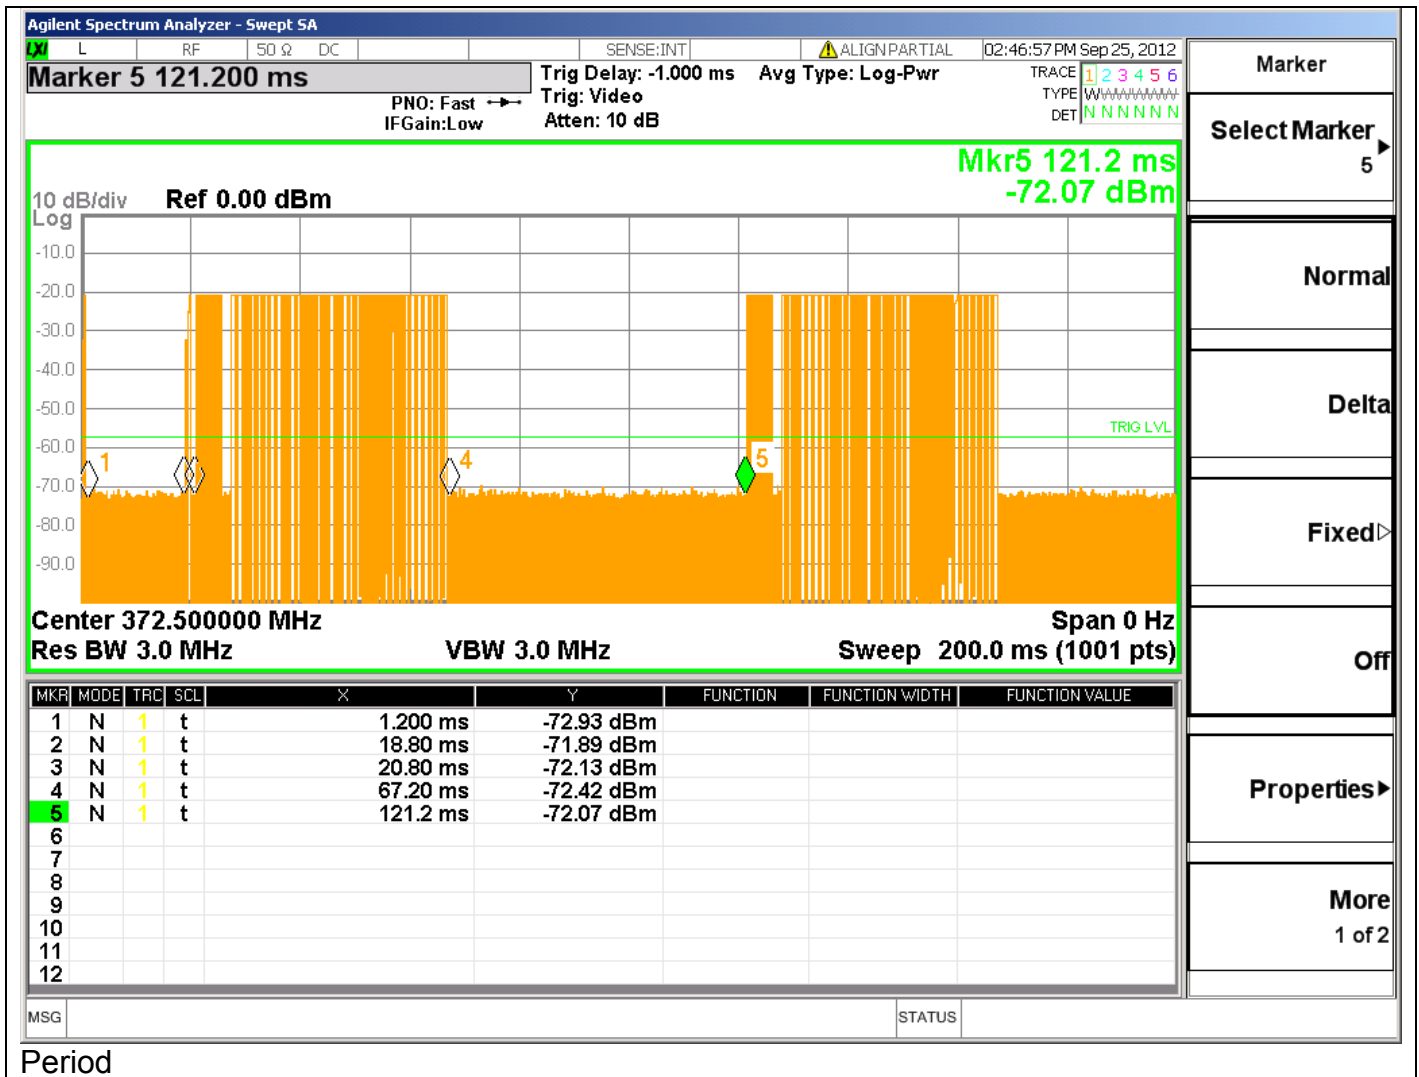 Agilent Spectrum Analyzer - Swept SA
LXI L RF 50 Ω DC SENSE:INT ALIGN PARTIAL 02:46:57 PM Sep 25, 2012
Marker 5 121.200 ms
PNO: Fast
IFGain:Low
Trig Delay: -1.000 ms
Trig: Video
Atten: 10 dB
Avg Type: Log-Pwr
TRACE 1 2 3 4 5 6
TYPE WWWWWW
DET N N N N N N
Mkr5 121.2 ms
-72.07 dBm
10 dB/div Ref 0.00 dBm
Log
-10.0
-20.0
-30.0
-40.0
-50.0
-60.0
-70.0
-80.0
-90.0
TRIG LVL
1
4
5
Center 372.500000 MHz Span 0 Hz
Res BW 3.0 MHz VBW 3.0 MHz Sweep 200.0 ms (1001 pts)
MKR MODE TRC SCL X Y FUNCTION FUNCTION WIDTH FUNCTION VALUE
1 N 1 t 1.200 ms -72.93 dBm
2 N 1 t 18.80 ms -71.89 dBm
3 N 1 t 20.80 ms -72.13 dBm
4 N 1 t 67.20 ms -72.42 dBm
5 N 1 t 121.2 ms -72.07 dBm
6
7
8
9
10
11
12
MSG STATUS
Marker
Select Marker
5
Normal
Delta
Fixed
Off
Properties
More
1 of 2
Period